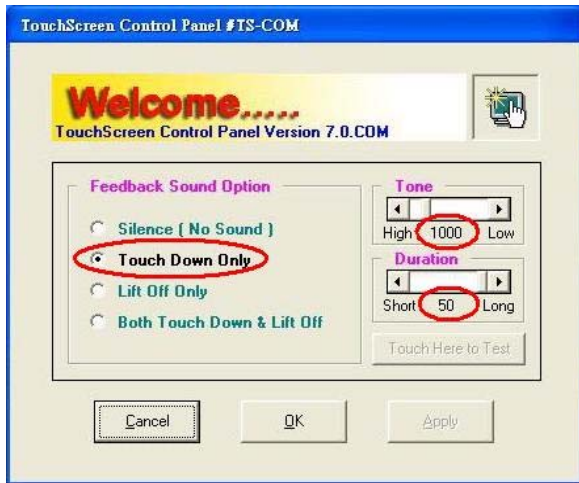 TouchScreen Control Panel #TS-COM
Welcome.....
TouchScreen Control Panel Version 7.0.COM
Feedback Sound Option
Silence ( No Sound )
Touch Down Only
Lift Off Only
Both Touch Down & Lift Off
Tone
High 1000 Low
Duration
Short 50 Long
Touch Here to Test
Cancel
OK
Apply